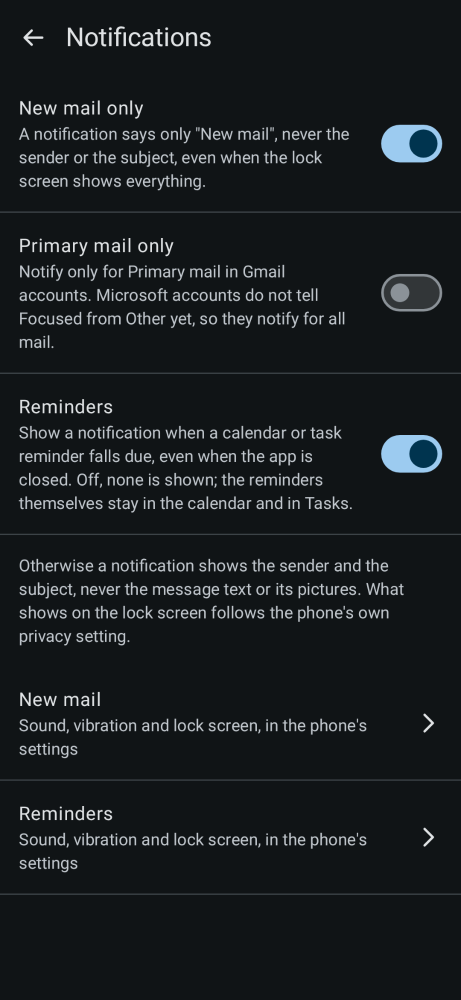 Notifications
New mail only
A notification says only "New mail", never the
sender or the subject, even when the lock
screen shows everything.
Primary mail only
Notify only for Primary mail in Gmail
accounts. Microsoft accounts do not tell
Focused from Other yet, so they notify for all
mail.
Reminders
Show a notification when a calendar or task
reminder falls due, even when the app is
closed. Off, none is shown; the reminders
themselves stay in the calendar and in Tasks.
Otherwise a notification shows the sender and the
subject, never the message text or its pictures. What
shows on the lock screen follows the phone's own
privacy setting.
New mail
Sound, vibration and lock screen, in the phone's
settings
Reminders
Sound, vibration and lock screen, in the phone's
settings